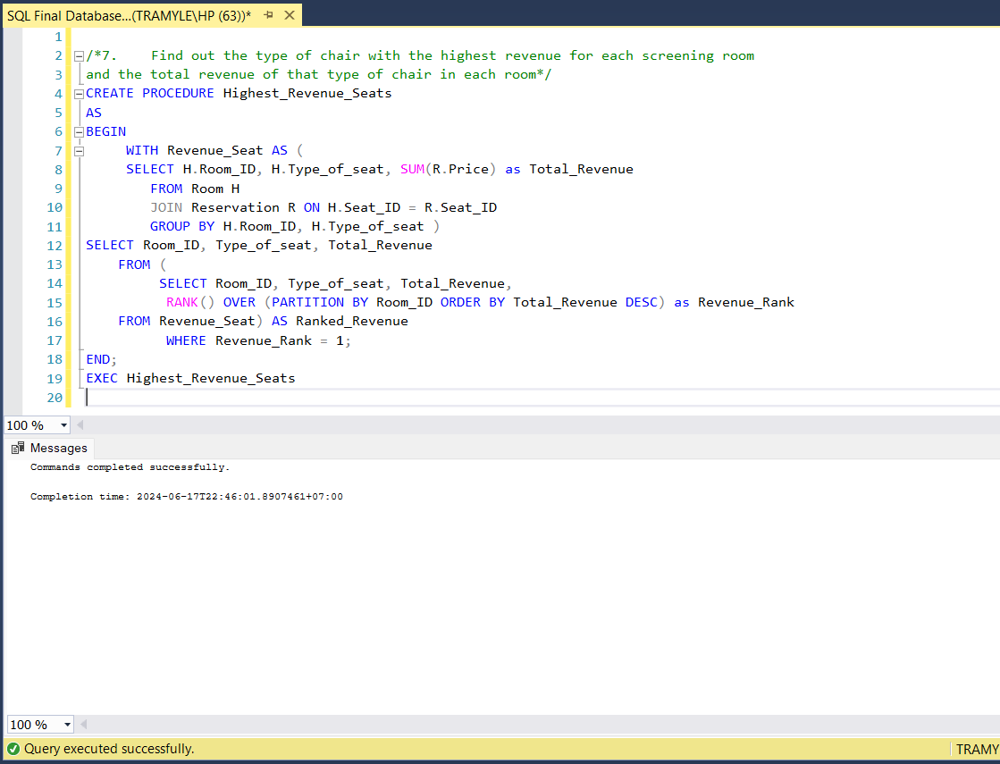 SQL Final Database...(TRAMYLE\HP (63))*
1
2 /*7. Find out the type of chair with the highest revenue for each screening room
3 and the total revenue of that type of chair in each room*/
4 CREATE PROCEDURE Highest_Revenue_Seats
5 AS
6 BEGIN
7 WITH Revenue_Seat AS (
8 SELECT H.Room_ID, H.Type_of_seat, SUM(R.Price) as Total_Revenue
9 FROM Room H
10 JOIN Reservation R ON H.Seat_ID = R.Seat_ID
11 GROUP BY H.Room_ID, H.Type_of_seat )
12 SELECT Room_ID, Type_of_seat, Total_Revenue
13 FROM (
14 SELECT Room_ID, Type_of_seat, Total_Revenue,
15 RANK() OVER (PARTITION BY Room_ID ORDER BY Total_Revenue DESC) as Revenue_Rank
16 FROM Revenue_Seat) AS Ranked_Revenue
17 WHERE Revenue_Rank = 1;
18 END;
19 EXEC Highest_Revenue_Seats
20
100 %
Messages
Commands completed successfully.
Completion time: 2024-06-17T22:46:01.8907461+07:00
100 %
Query executed successfully. TRAMY